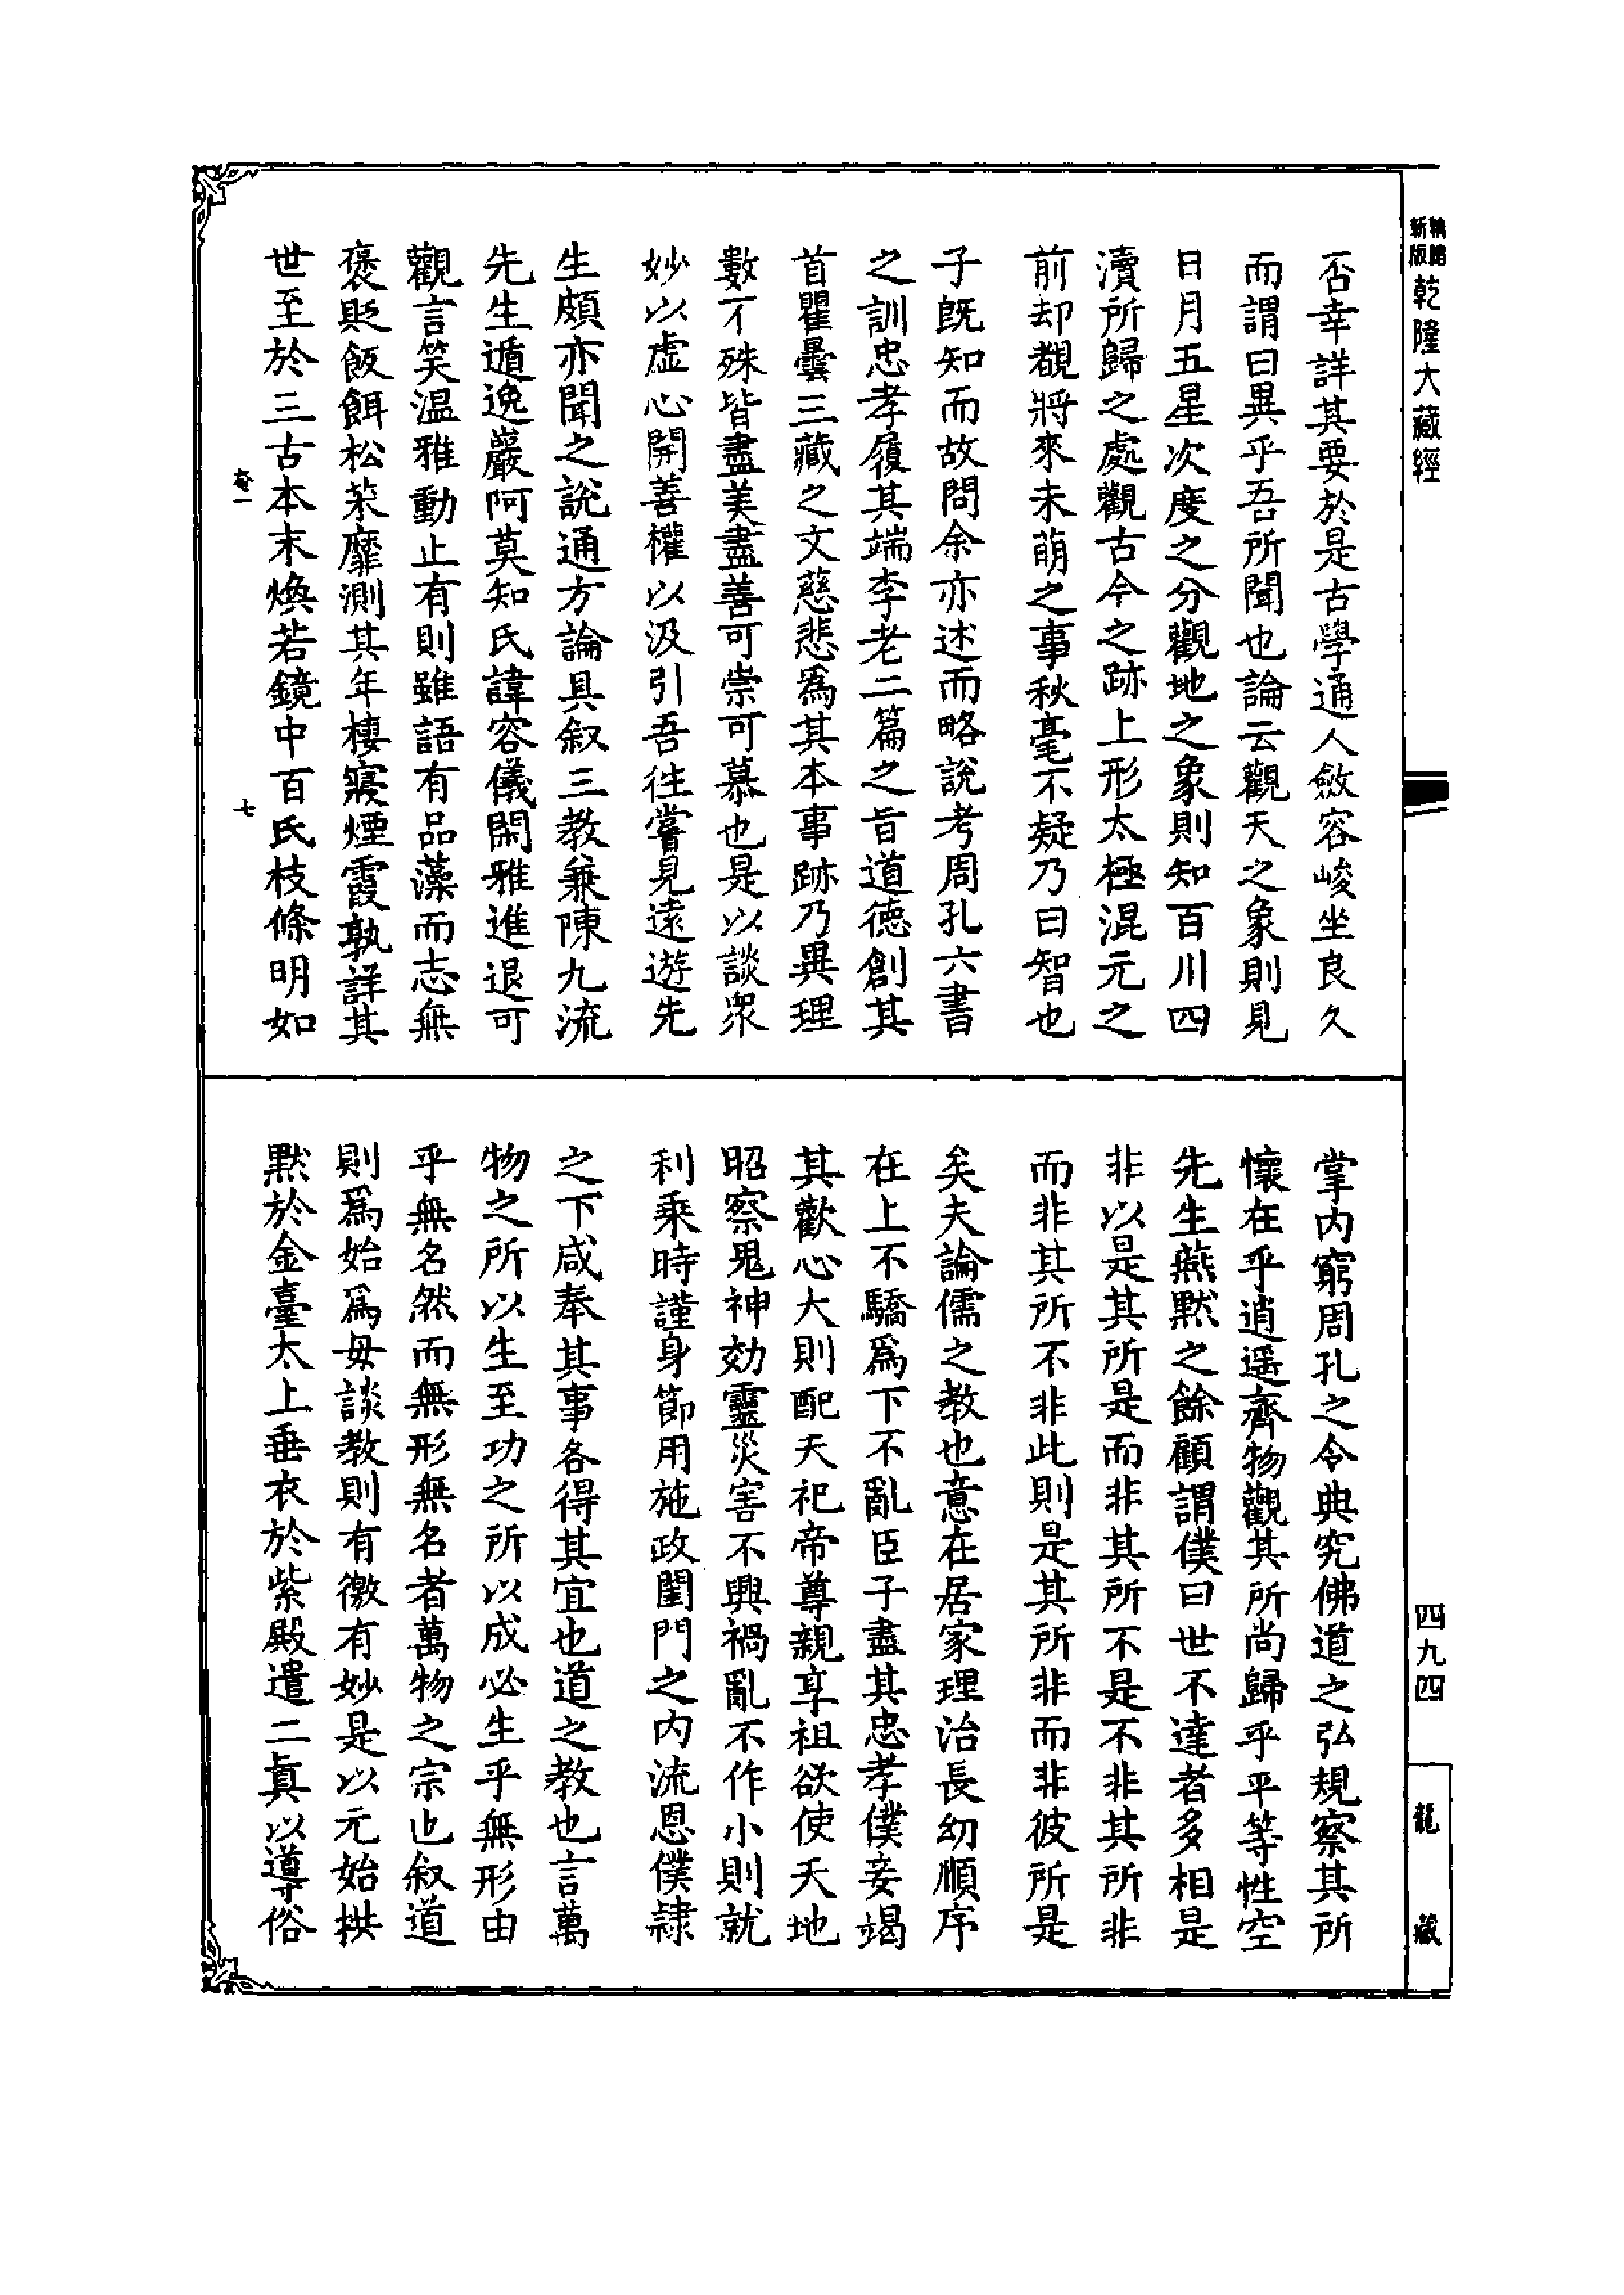 新版
乾隆大藏經
否幸詳其要於是古學通人斂容峻坐良久
而謂曰異乎吾所聞也論云觀天之象則見
日月五星次度之分觀地之象則知百川四
瀆所歸之處觀古今之跡上形太極混元之
前却覩將來未萌之事秋毫不疑乃曰智也
子旣知而故問余亦述而略說考周孔六書
之訓忠孝履其端李老二篇之旨道德創其
首瞿曇三藏之文慈悲爲其本事跡乃異理
數不殊皆盡美盡善可崇可慕也是以談衆
妙以虛心開善權以汲引吾往嘗見遠遊先
生頗亦聞之說通方論具叙三教兼陳九流
先生遁逸巖阿莫知氏諱容儀閑雅進退可
觀言笑温雅動止有則雖語有品藻而志無
褒貶飯餌松茶靡測其年棲寢煙霞孰詳其
世至於三古本末煥若鏡中百氏枝條明如
卷一
七
掌内窮周孔之令典究佛道之弘規察其所
懷在乎逍遥齊物觀其所尚歸乎平等性空
先生燕默之餘顧謂僕曰世不達者多相是
非以是其所是而非其所不是不非其所非
而非其所不非此則是其所非而非彼所是
矣夫論儒之教也意在居家理治長幼順序
在上不驕爲下不亂臣子盡其忠孝僕妾竭
其歡心大則配天祀帝尊親享祖欲使天地
昭察鬼神効靈災害不興禍亂不作小則就
利乘時謹身節用施政閨門之内流恩僕隸
之下咸奉其事各得其宜也道之教也言萬
物之所以生至功之所以成必生乎無形由
乎無名然而無形無名者萬物之宗也叙道
則爲始爲母談教則有徼有妙是以元始拱
默於金臺太上垂衣於紫殿遣二真以導俗
四九四
龍藏